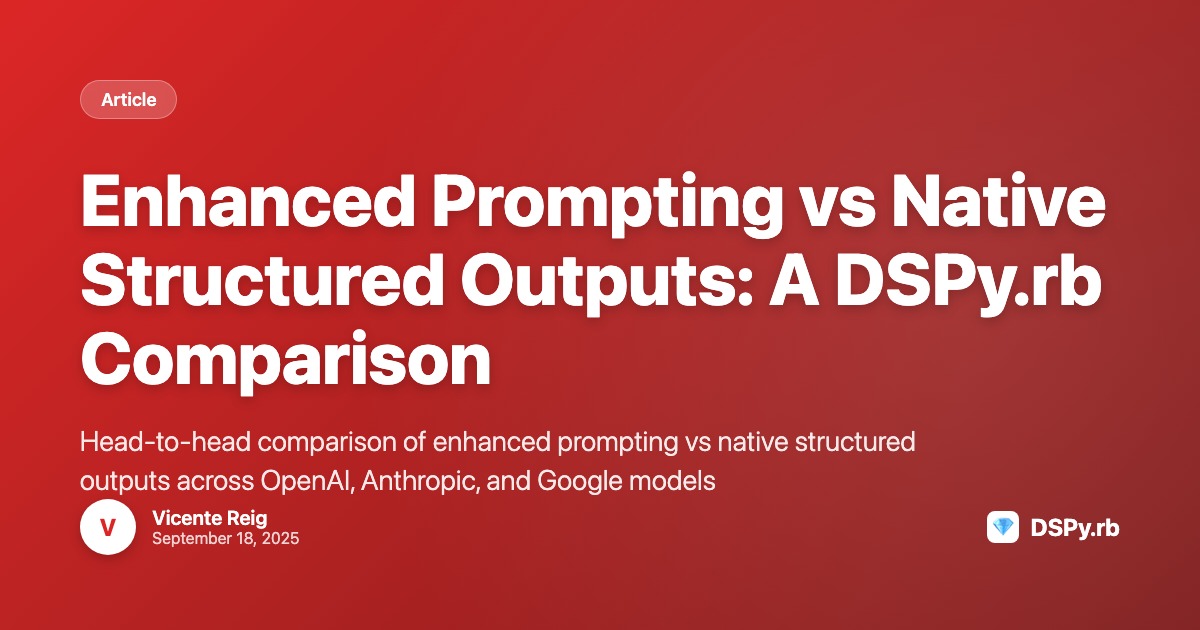 Article
Enhanced Prompting vs Native
Structured Outputs: A DSPy.rb
Comparison
Head-to-head comparison of enhanced prompting vs native structured
outputs across OpenAI, Anthropic, and Google models
V
Vicente Reig
September 18, 2025
DSPy.rb